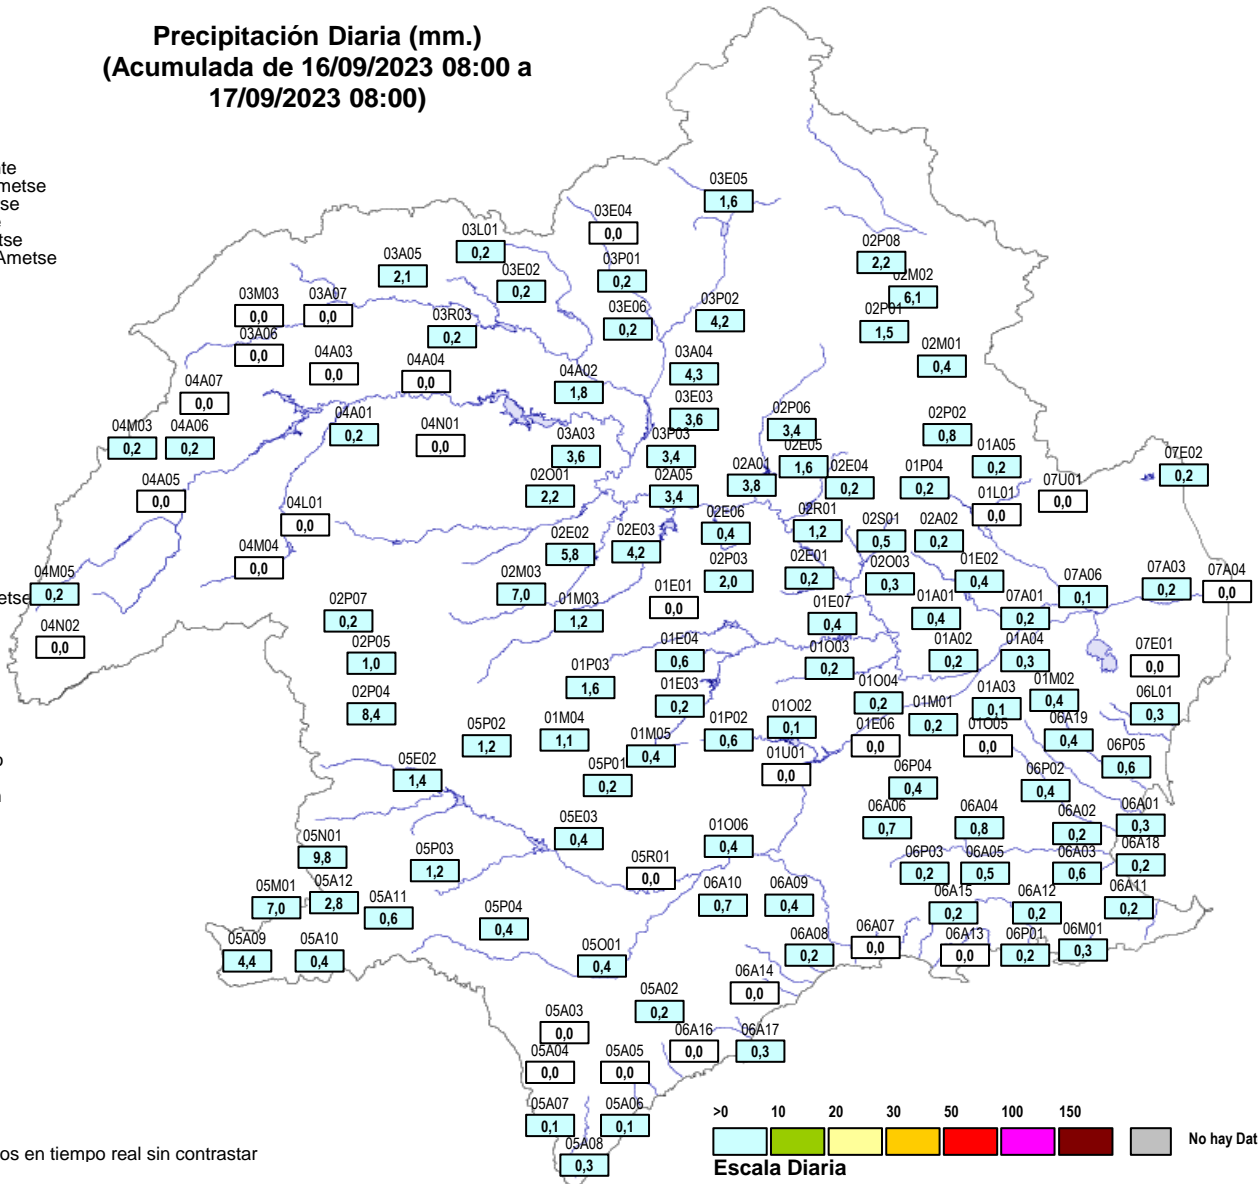 Precipitación Diaria (mm.)
(Acumulada de 16/09/2023 08:00 a
17/09/2023 08:00)
03E05
1,6
03E04
0,0
03L01
0,2
02P08
2,2
03A05
2,1
03P01
0,2
03E02
0,2
02M02
6,1
03M03
0,0
03A07
0,0
03P02
4,2
03E06
0,2
02P01
1,5
03R03
0,2
03A06
0,0
02M01
0,4
04A03
0,0
04A04
0,0
03A04
4,3
04A02
1,8
04A07
0,0
03E03
3,6
02P06
3,4
02P02
0,8
04A01
0,2
04M03
0,2
04A06
0,2
04N01
0,0
03A03
3,6
03P03
3,4
02E05
1,6
01A05
0,2
07E02
0,2
02A01
3,8
02E04
0,2
01P04
0,2
04A05
0,0
02O01
2,2
02A05
3,4
07U01
0,0
01L01
0,0
04L01
0,0
02E06
0,4
02R01
1,2
02S01
0,5
02A02
0,2
02E02
5,8
02E03
4,2
04M04
0,0
02P03
2,0
02E01
0,2
02O03
0,3
01E02
0,4
04M05
0,2
etse
02M03
7,0
07A06
0,1
07A03
0,2
07A04
0,0
01E01
0,0
02P07
0,2
01M03
1,2
01E07
0,4
01A01
0,4
07A01
0,2
04N02
0,0
02P05
1,0
01E04
0,6
01O03
0,2
01A02
0,2
01A04
0,3
07E01
0,0
01P03
1,6
01E03
0,2
01O04
0,2
01A03
0,1
01M02
0,4
06L01
0,3
02P04
8,4
05P02
1,2
01M04
1,1
01M05
0,4
01P02
0,6
01O02
0,1
01E06
0,0
01M01
0,2
01O05
0,0
06A19
0,4
06P05
0,6
05E02
1,4
05P01
0,2
01U01
0,0
06P04
0,4
06P02
0,4
05E03
0,4
01O06
0,4
06A06
0,7
06A04
0,8
06A02
0,2
06A01
0,3
05N01
9,8
05P03
1,2
05R01
0,0
06P03
0,2
06A05
0,5
06A03
0,6
06A18
0,2
05M01
7,0
05A12
2,8
05A11
0,6
06A10
0,7
06A09
0,4
06A15
0,2
06A12
0,2
06A11
0,2
05P04
0,4
05A09
4,4
05A10
0,4
05O01
0,4
06A08
0,2
06A07
0,0
06A13
0,0
06P01
0,2
06M01
0,3
06A14
0,0
05A02
0,2
05A03
0,0
06A16
0,0
06A17
0,3
05A04
0,0
05A05
0,0
05A07
0,1
05A06
0,1
05A08
0,3
>0 10 20 30 50 100 150
No hay Dat
Escala Diaria
os en tiempo real sin contrastar